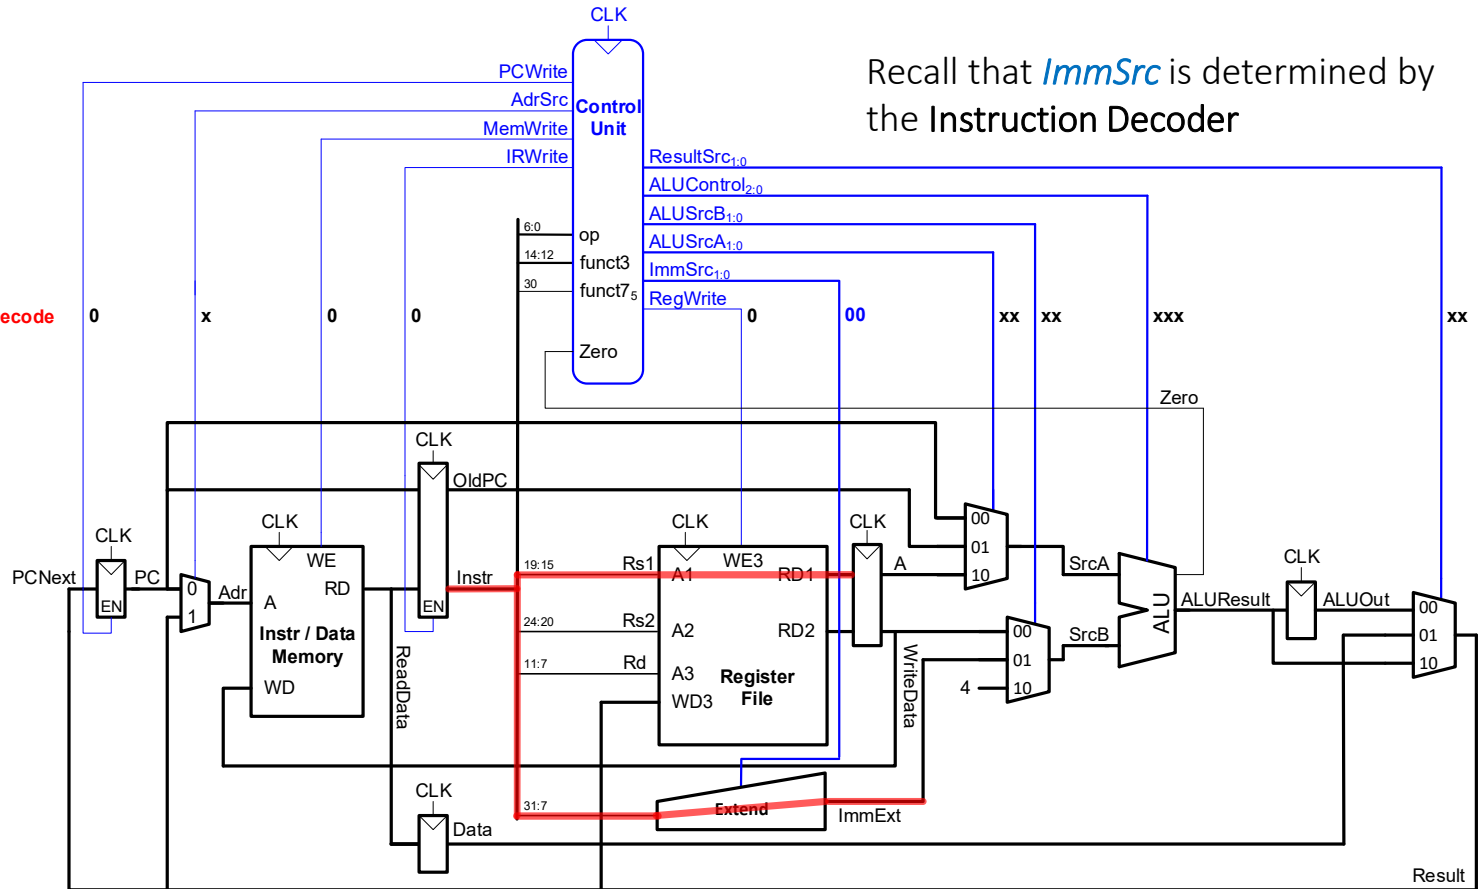 CLK
Recall that ImmSrc is determined by
the Instruction Decoder
PCWrite
AdrSrc
MemWrite
IRWrite
Control
Unit
ResultSrc1:0
ALUControl2:0
ALUSrcB1:0
ALUSrcA1:0
ImmSrc1:0
RegWrite
6:0
op
14:12
funct3
30
funct75
Zero
ecode
0
x
0
0
0
00
xx
xx
xxx
xx
Zero
CLK
OldPC
CLK
CLK
CLK
CLK
CLK
PCNext
PC
EN
0
1
Adr
WE
A
RD
Instr / Data
Memory
WD
EN
Instr
ReadData
19:15
Rs1
A1
WE3
RD1
24:20
Rs2
A2
RD2
11:7
Rd
A3
WD3
Register
File
A
WriteData
00
01
10
SrcA
00
01
10
4
SrcB
ALU
ALUResult
ALUOut
00
01
10
CLK
Data
31:7
Extend
ImmExt
Result